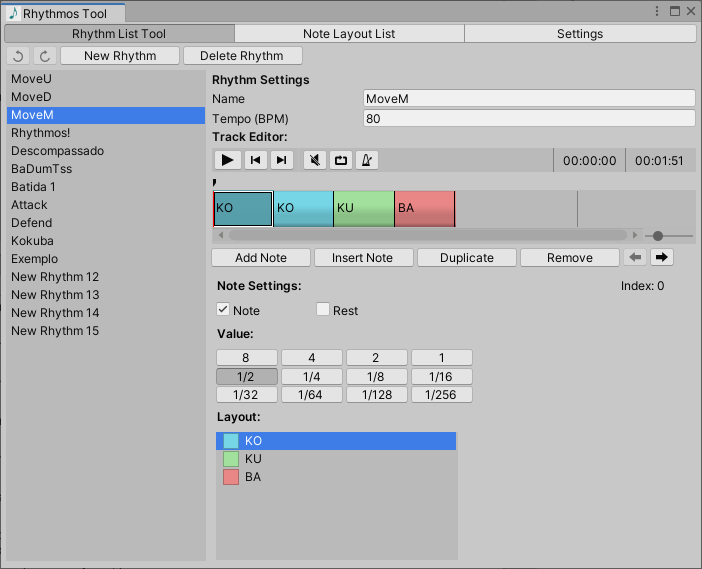 Rhythmos Tool
Rhythm List Tool Note Layout List Settings
New Rhythm Delete Rhythm
MoveU
MoveD
MoveM
Rhythmos!
Descompassado
BaDumTss
Batida 1
Attack
Defend
Kokuba
Exemplo
New Rhythm 12
New Rhythm 13
New Rhythm 14
New Rhythm 15
Rhythm Settings
Name MoveM
Tempo (BPM) 80
Track Editor:
00:00:00 00:01:51
KO KO KU BA
Add Note Insert Note Duplicate Remove
Note Settings: Index: 0
Note Rest
Value:
8 4 2 1
1/2 1/4 1/8 1/16
1/32 1/64 1/128 1/256
Layout:
KO
KU
BA